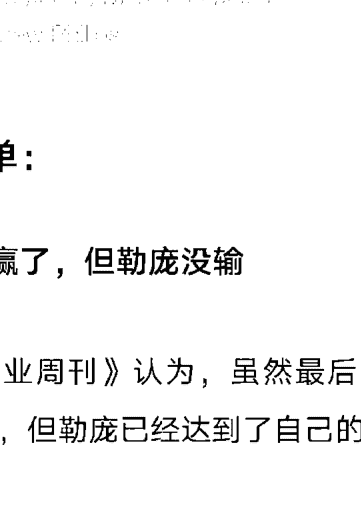 单：
赢了，但勒庞没输
业周刊》认为，虽然最后
，但勒庞已经达到了自己的